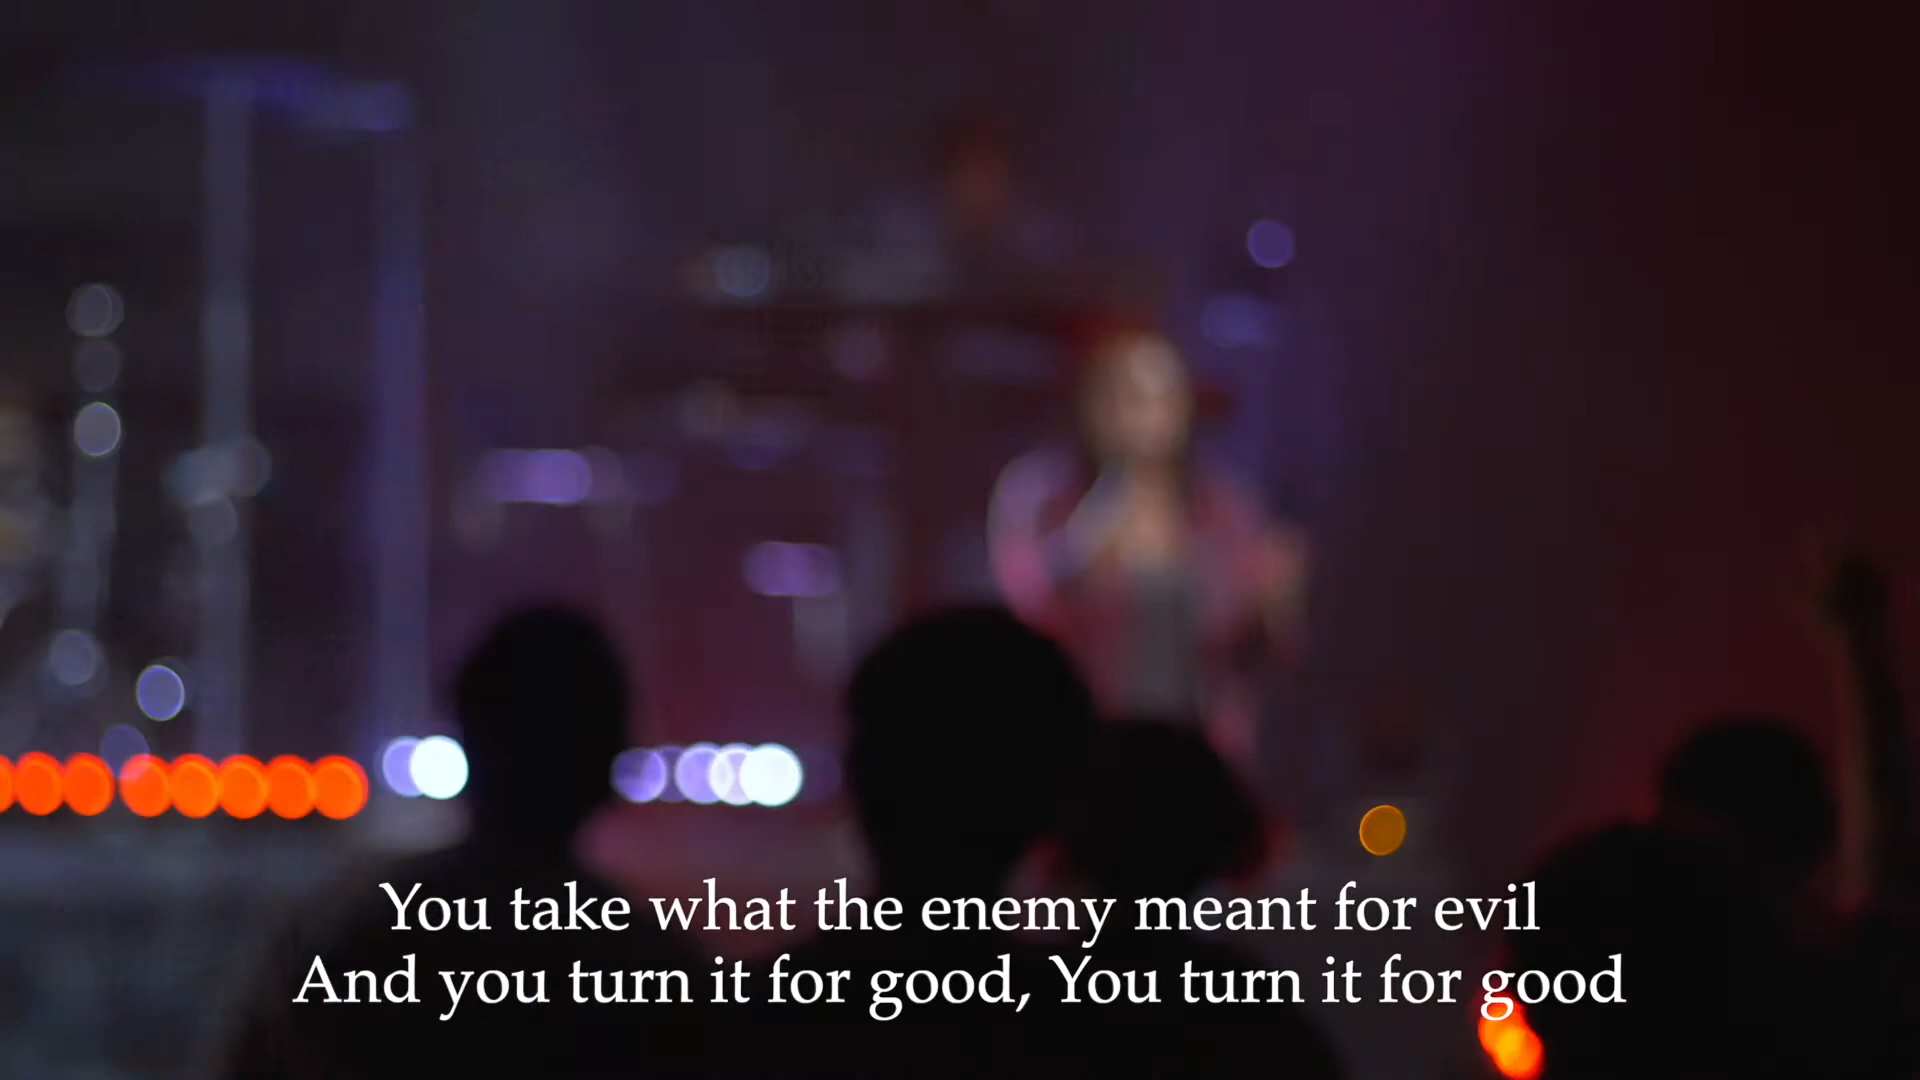 You take what the enemy meant for evil
And you turn it for good, You turn it for good